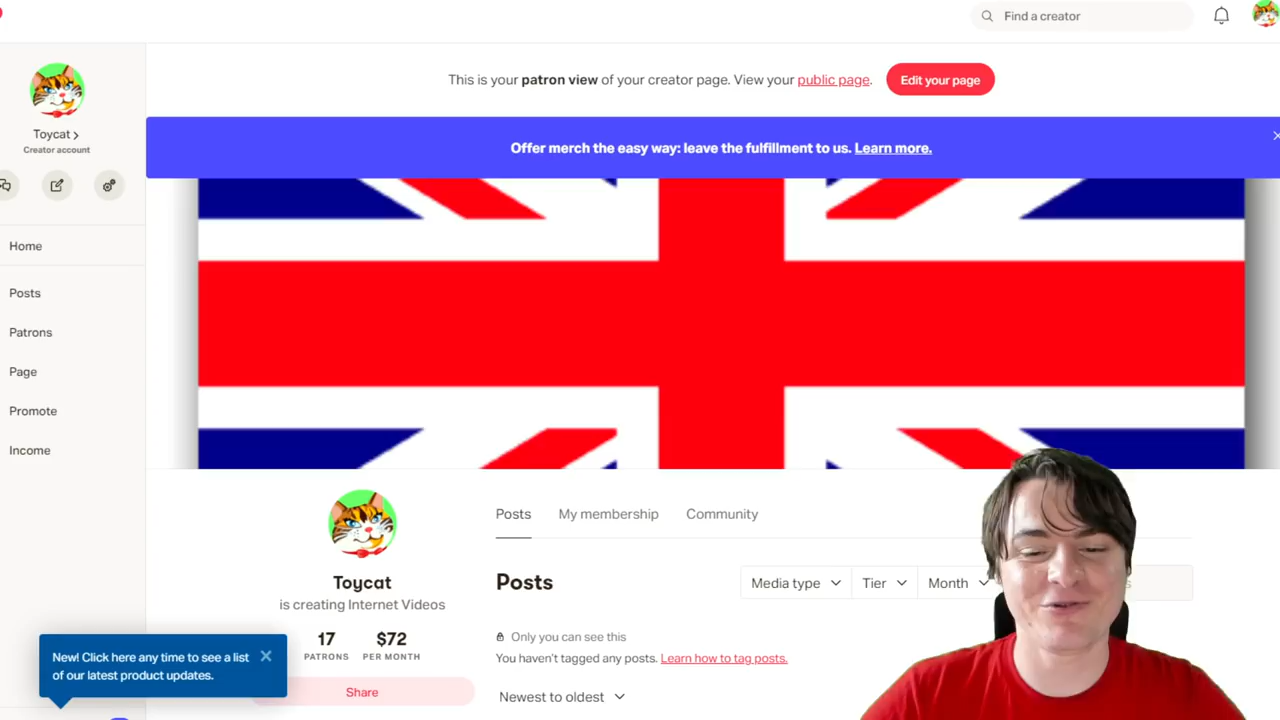 Find a creator
This is your patron view of your creator page. View your public page.
Edit your page
Toycat
Creator account
Offer merch the easy way: leave the fulfillment to us. Learn more.
Home
Posts
Patrons
Page
Promote
Income
Posts
My membership
Community
Toycat
is creating Internet Videos
17
PATRONS
$72
PER MONTH
Share
Posts
Media type
Tier
Month
Only you can see this
You haven't tagged any posts. Learn how to tag posts.
Newest to oldest
New! Click here any time to see a list
of our latest product updates.